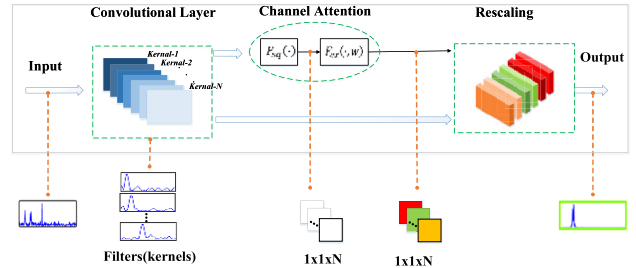 Convolutional Layer
Channel Attention
Rescaling
Input
Kernal-1
Kernal-2
Kernal-N
F_sq(·)
F_ex(·,W)
Output
Filters(kernels)
1x1xN
1x1xN